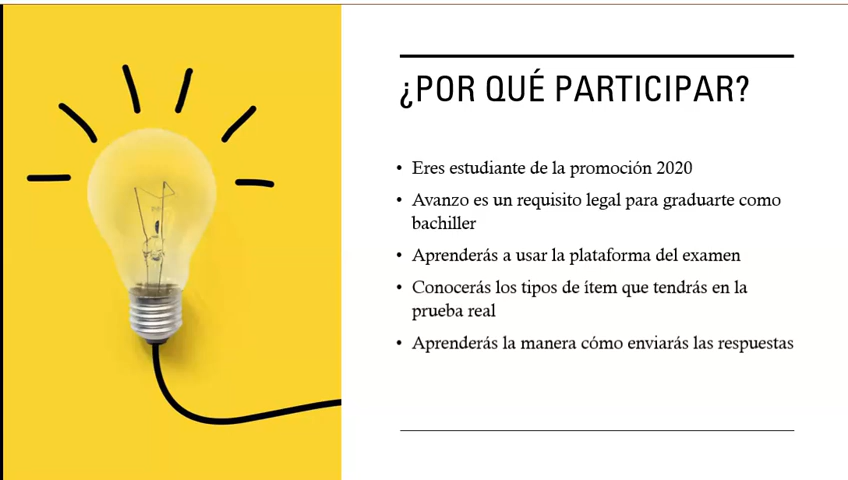 ¿POR QUÉ PARTICIPAR?
• Eres estudiante de la promoción 2020
• Avanzo es un requisito legal para graduarte como
bachiller
• Aprenderás a usar la plataforma del examen
• Conocerás los tipos de ítem que tendrás en la
prueba real
• Aprenderás la manera cómo enviarás las respuestas